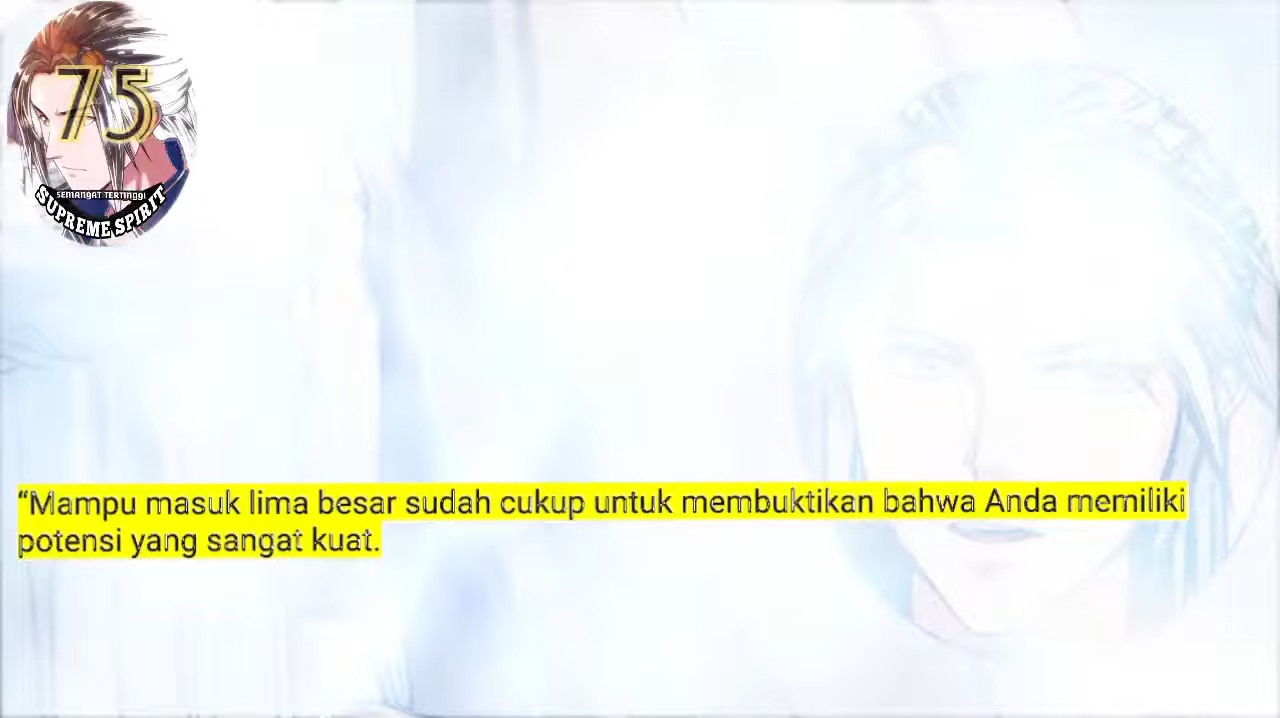 75
SEMANGAT TERTINGGI
SUPREME SPIRIT
“Mampu masuk lima besar sudah cukup untuk membuktikan bahwa Anda memiliki
potensi yang sangat kuat.